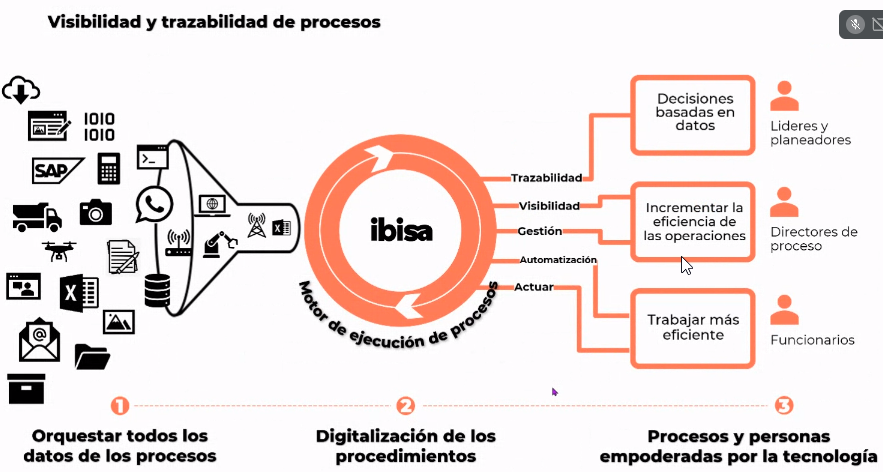 Visibilidad y trazabilidad de procesos
1010
1010
SAP
>_
X
X
@
ibisa
Motor de ejecución de procesos
Trazabilidad
Visibilidad
Gestión
Automatización
Actuar
Decisiones
basadas en
datos
Lideres y
planeadores
Incrementar la
eficiencia de
las operaciones
Directores de
proceso
Trabajar más
eficiente
Funcionarios
1
2
3
Orquestar todos los
datos de los procesos
Digitalización de los
procedimientos
Procesos y personas
empoderadas por la tecnología